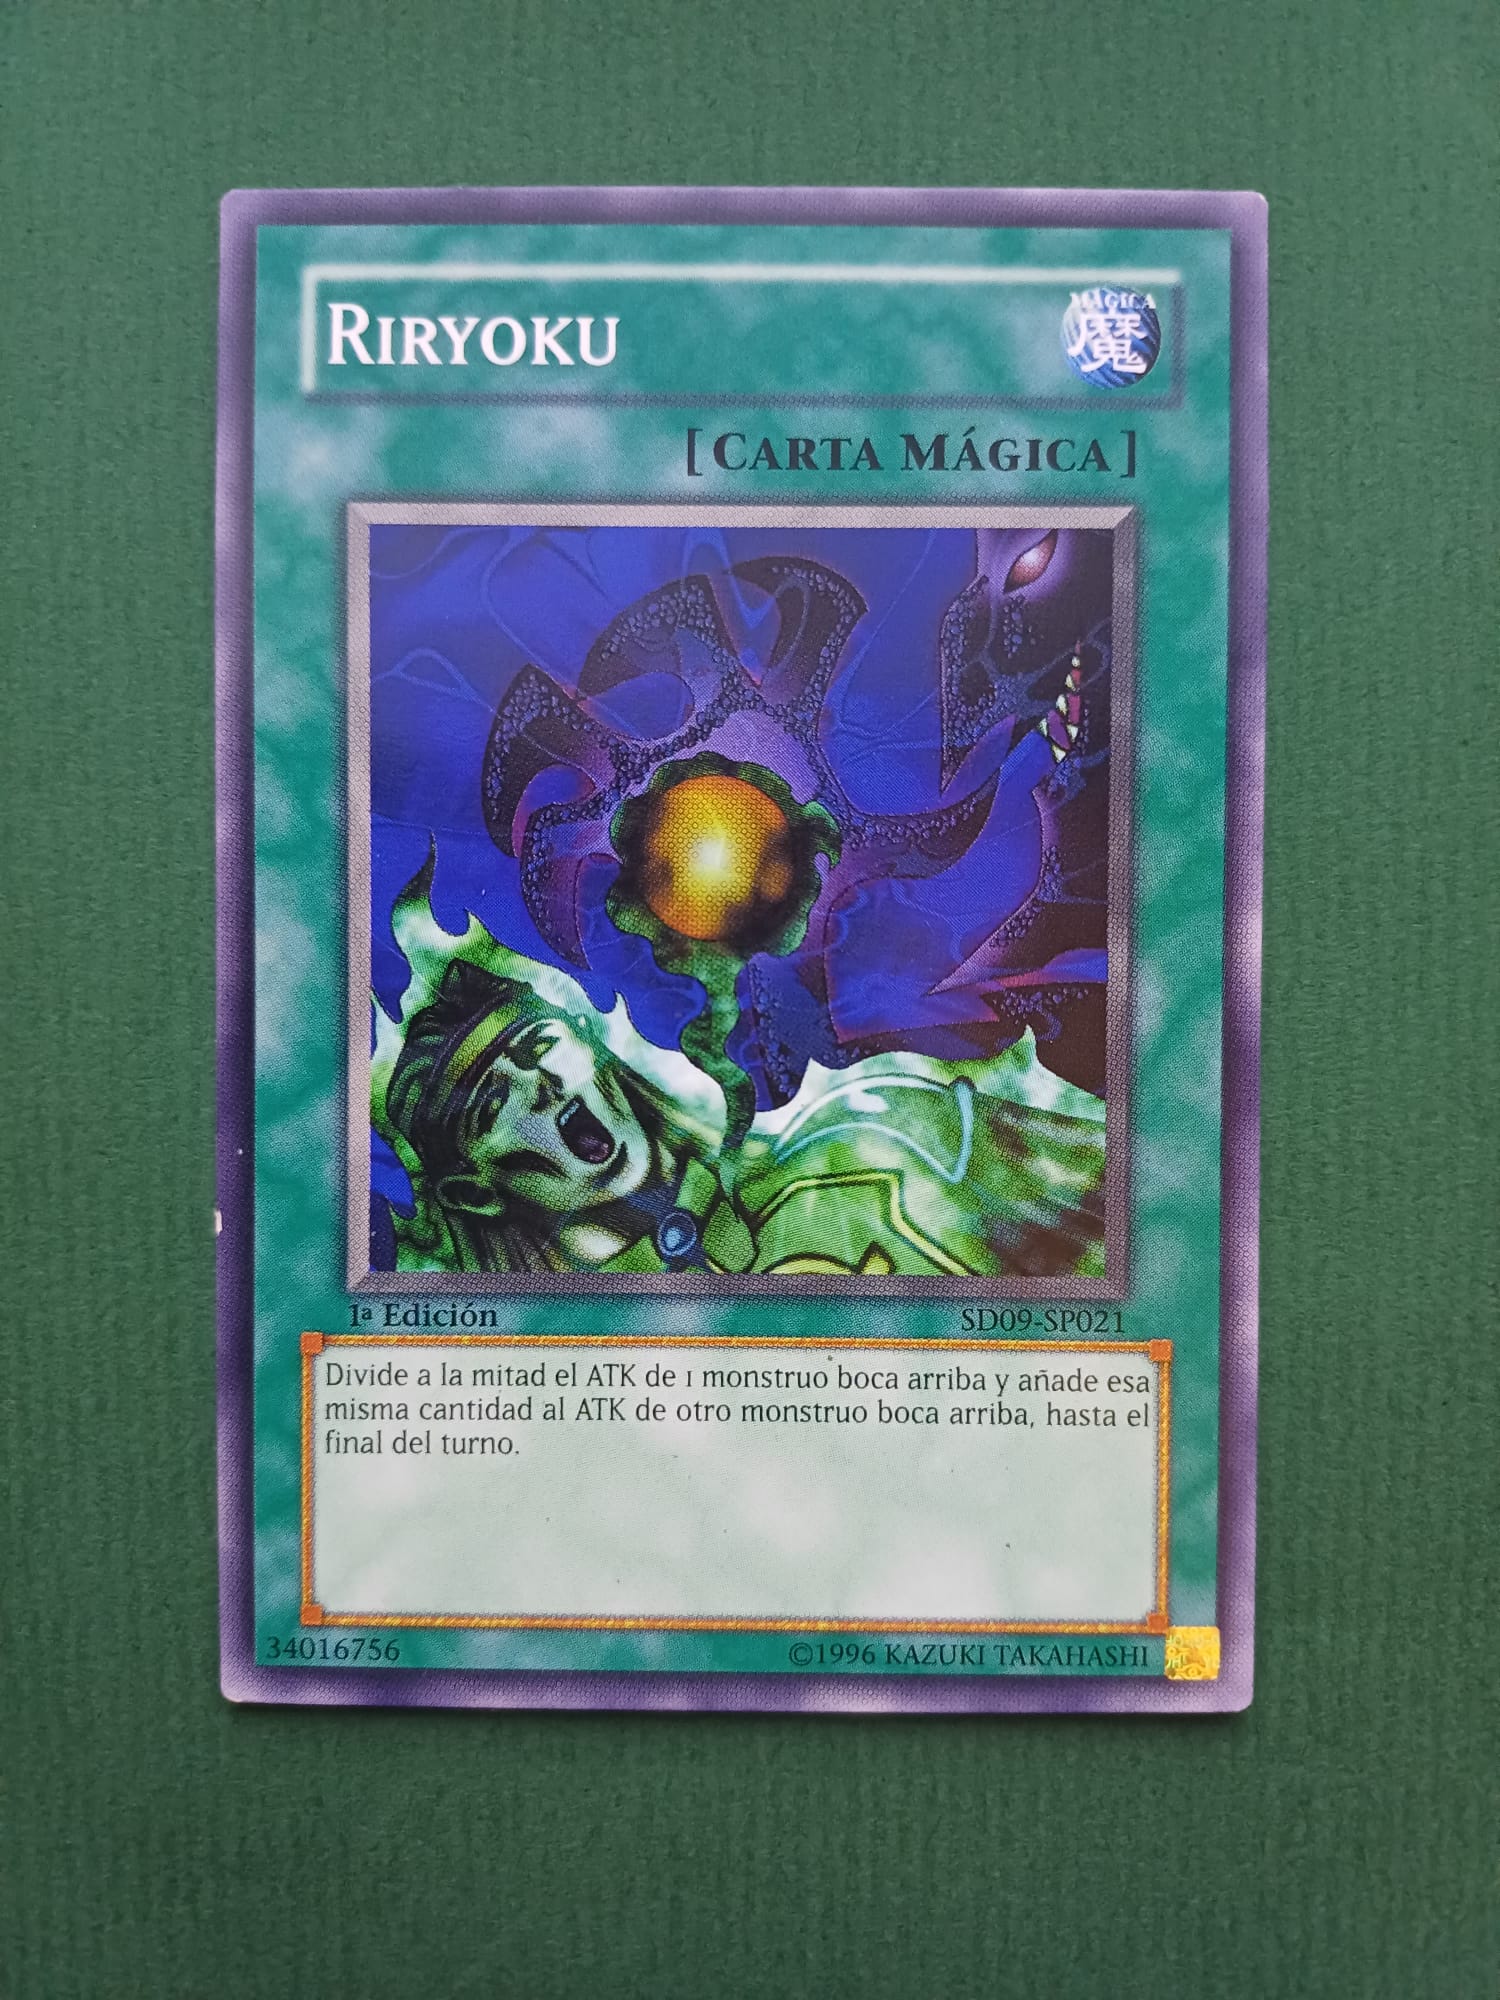 RIRYOKU
MÁGICA
魔
[CARTA MÁGICA]
1ª Edición
SD09-SP021
Divide a la mitad el ATK de 1 monstruo boca arriba y añade esa
misma cantidad al ATK de otro monstruo boca arriba, hasta el
final del turno.
34016756
©1996 KAZUKI TAKAHASHI